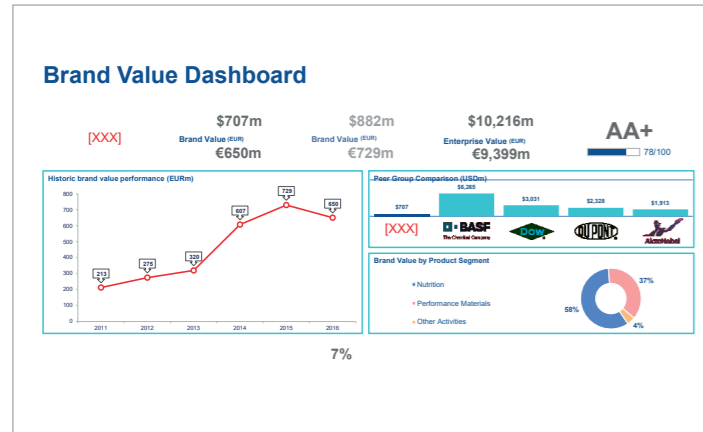 Brand Value Dashboard
$707m
$882m
$10,216m
AA+
[XXX]
Brand Value (EUR)
Brand Value (EUR)
Enterprise Value (EUR)
€650m
€729m
€9,399m
78/100
Historic brand value performance (EURm)
800
700
600
500
400
300
200
100
0
213
275
320
607
729
650
2011
2012
2013
2014
2015
2016
Peer Group Comparison (USDm)
$707
$6,265
$3,031
$2,328
$1,913
[XXX]
BASF
The Chemical Company
Dow
DUPONT
AkzoNobel
Brand Value by Product Segment
Nutrition
Performance Materials
Other Activities
37%
58%
4%
7%